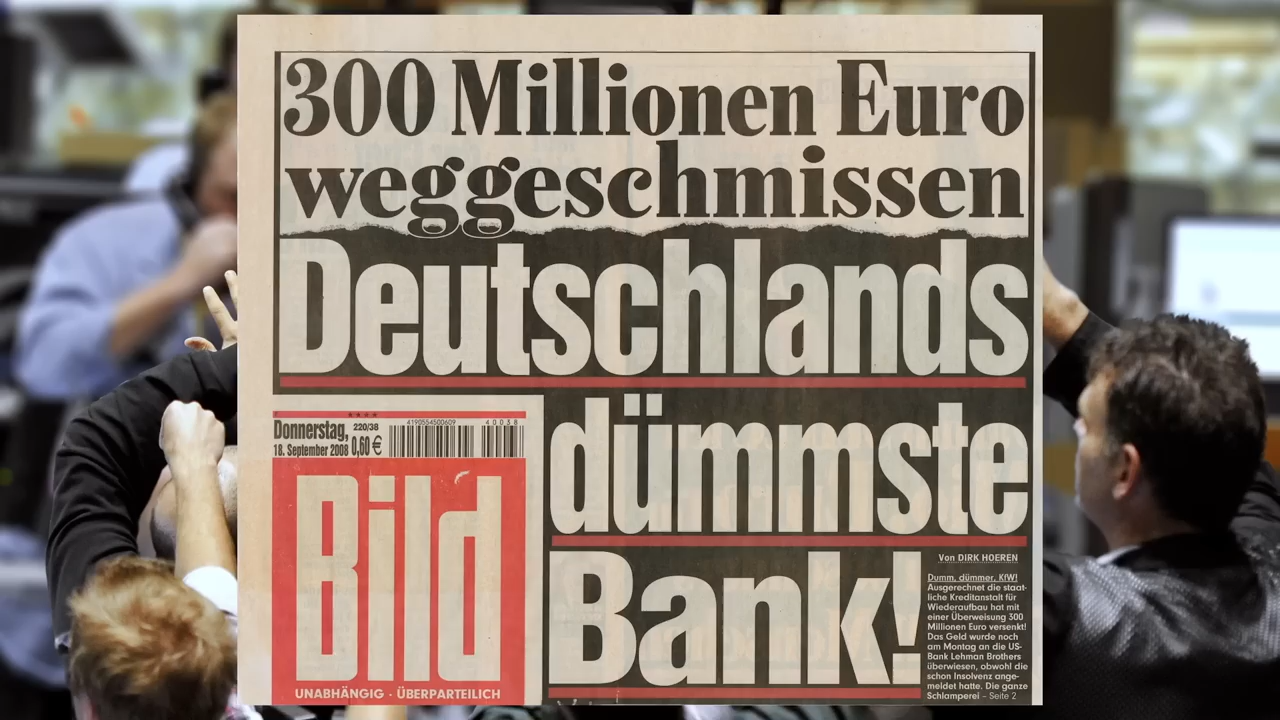 300 Millionen Euro
weggeschmissen
Deutschlands
dümmste
Bank!
Donnerstag,
18. September 2008
220/38
0,60 €
4190554500609
40038
Bild
UNABHÄNGIG · ÜBERPARTEILICH
Von DIRK HOEREN
Dumm, dümmer, KfW!
Ausgerechnet die staat-
liche Kreditanstalt für
Wiederaufbau hat mit
einer Überweisung 300
Millionen Euro versenkt!
Das Geld wurde noch
am Montag an die US-
Bank Lehman Brothers
überwiesen, obwohl die
schon Insolvenz ange-
meldet hatte. Die ganze
Schlamperei – Seite 2